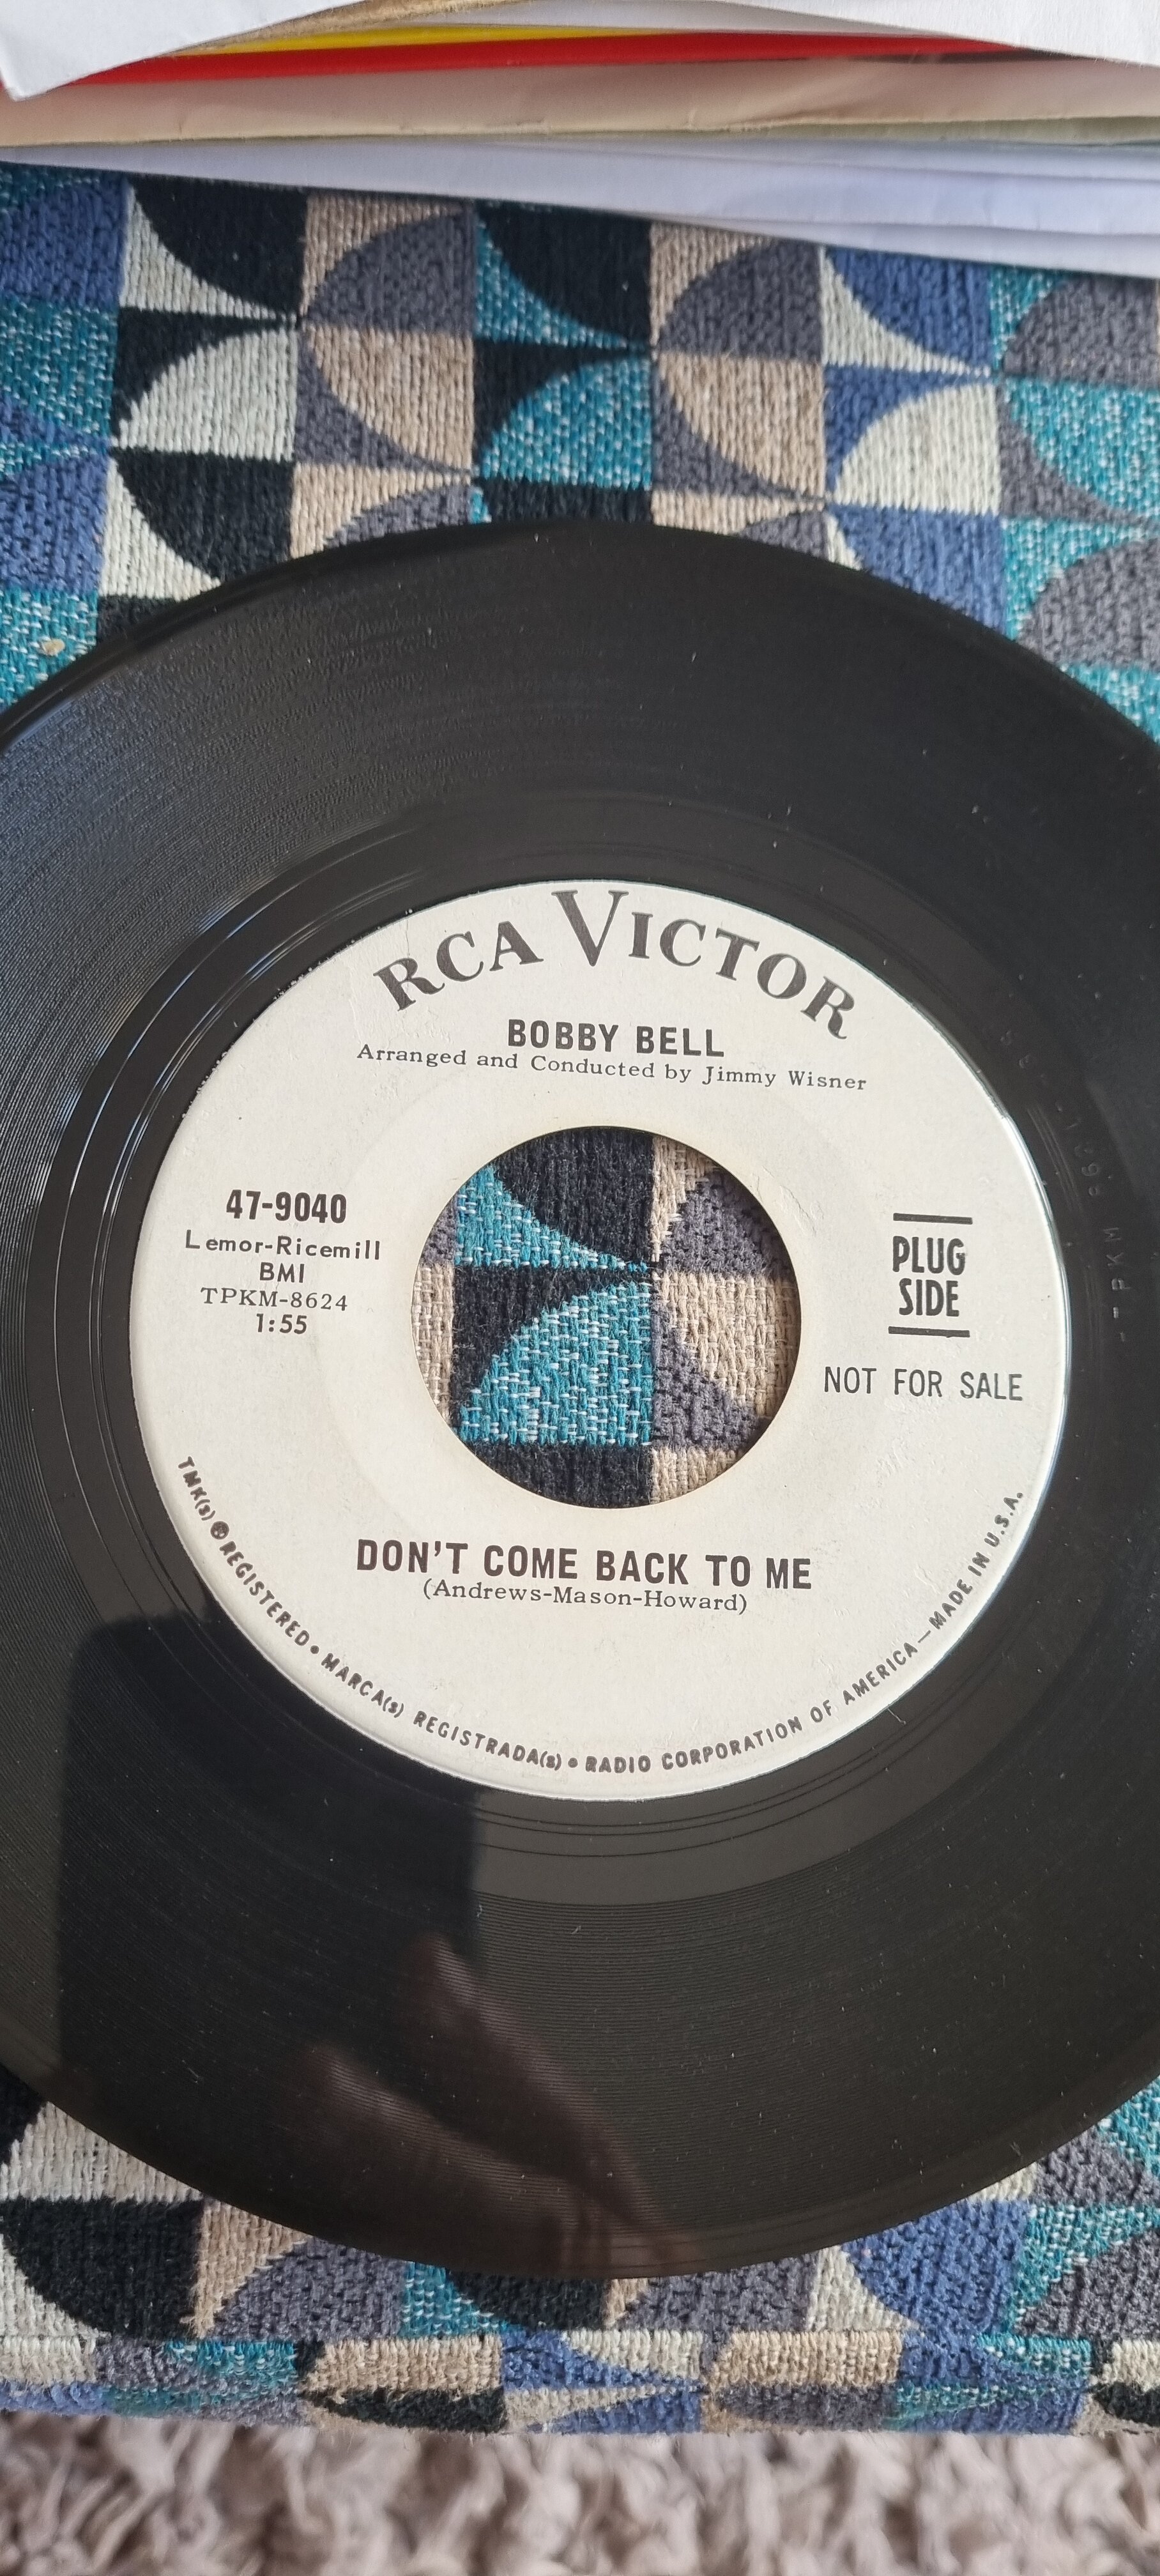 RCA VICTOR
BOBBY BELL
Arranged and Conducted by Jimmy Wisner
47-9040
Lemor-Ricemill
BMI
TPKM-8624
1:55
PLUG
SIDE
NOT FOR SALE
DON'T COME BACK TO ME
(Andrews-Mason-Howard)
TMK(s) ® REGISTERED • MARCA(s) REGISTRADA(s) • RADIO CORPORATION OF AMERICA — MADE IN U.S.A.